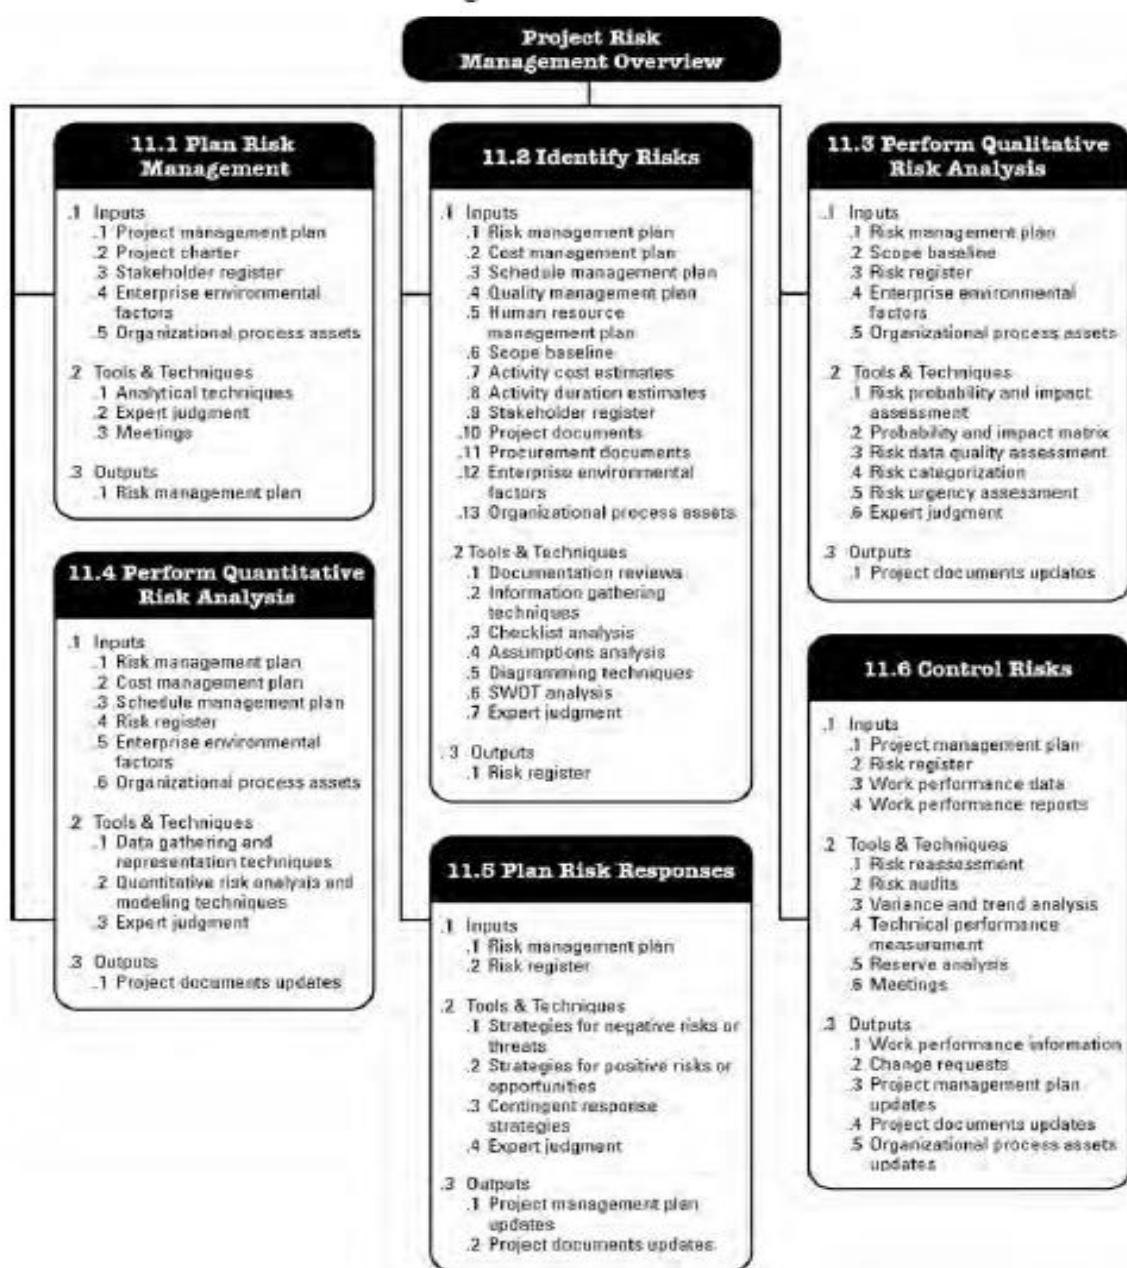 Project Risk
Management Overview
11.1 Plan Risk
Management
.1 Inputs
.1 Project management plan
.2 Project charter
.3 Stakeholder register
.4 Enterprise environmental
factors
.5 Organizational process assets
.2 Tools & Techniques
.1 Analytical techniques
.2 Expert judgment
.3 Meetings
.3 Outputs
.1 Risk management plan
11.2 Identify Risks
.1 Inputs
.1 Risk management plan
.2 Cost management plan
.3 Schedule management plan
.4 Quality management plan
.5 Human resource
management plan
.6 Scope baseline
.7 Activity cost estimates
.8 Activity duration estimates
.9 Stakeholder register
.10 Project documents
.11 Procurement documents
.12 Enterprise environmental
factors
.13 Organizational process assets
.2 Tools & Techniques
.1 Documentation reviews
.2 Information gathering
techniques
.3 Checklist analysis
.4 Assumptions analysis
.5 Diagramming techniques
.6 SWOT analysis
.7 Expert judgment
.3 Outputs
.1 Risk register
11.3 Perform Qualitative
Risk Analysis
.1 Inputs
.1 Risk management plan
.2 Scope baseline
.3 Risk register
.4 Enterprise environmental
factors
.5 Organizational process assets
.2 Tools & Techniques
.1 Risk probability and impact
assessment
.2 Probability and impact matrix
.3 Risk data quality assessment
.4 Risk categorization
.5 Risk urgency assessment
.6 Expert judgment
.3 Outputs
.1 Project documents updates
11.4 Perform Quantitative
Risk Analysis
.1 Inputs
.1 Risk management plan
.2 Cost management plan
.3 Schedule management plan
.4 Risk register
.5 Enterprise environmental
factors
.6 Organizational process assets
.2 Tools & Techniques
.1 Data gathering and
representation techniques
.2 Quantitative risk analysis and
modeling techniques
.3 Expert judgment
.3 Outputs
.1 Project documents updates
11.5 Plan Risk Responses
.1 Inputs
.1 Risk management plan
.2 Risk register
.2 Tools & Techniques
.1 Strategies for negative risks or
threats
.2 Strategies for positive risks or
opportunities
.3 Contingent response
strategies
.4 Expert judgment
.3 Outputs
.1 Project management plan
updates
.2 Project documents updates
11.6 Control Risks
.1 Inputs
.1 Project management plan
.2 Risk register
.3 Work performance data
.4 Work performance reports
.2 Tools & Techniques
.1 Risk reassessment
.2 Risk audits
.3 Variance and trend analysis
.4 Technical performance
measurement
.5 Reserve analysis
.6 Meetings
.3 Outputs
.1 Work performance information
.2 Change requests
.3 Project management plan
updates
.4 Project documents updates
.5 Organizational process assets
updates